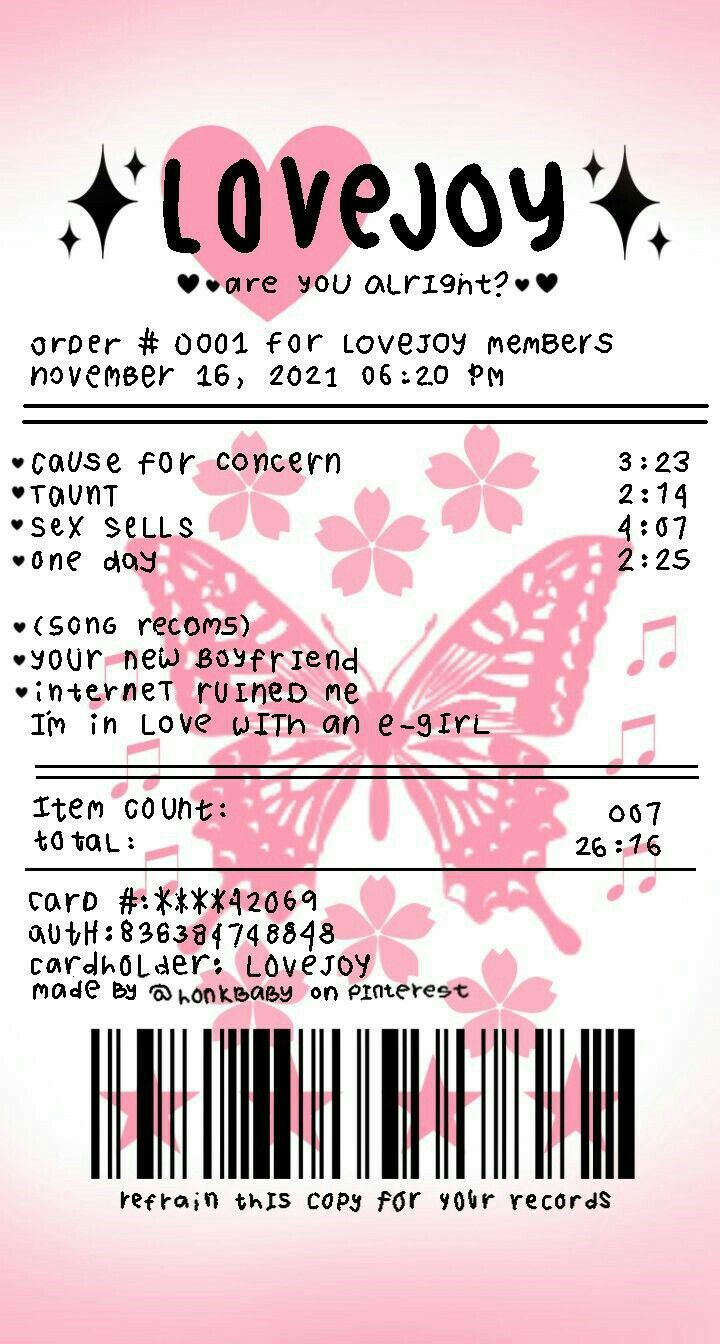 Lovejoy
are you alright?
order # 0001 for Lovejoy members
november 16, 2021 06:20 PM
cause for concern 3:23
Taunt 2:14
sex sells 4:07
one day 2:25
(song recoms)
your new Boyfriend
internet ruined me
I'm in Love with an e-girl
Item count: 007
total: 26:16
card #:****42069
auth:836384748848
cardholder: Lovejoy
made By @honkBaBy on Pinterest
refrain this copy for your records